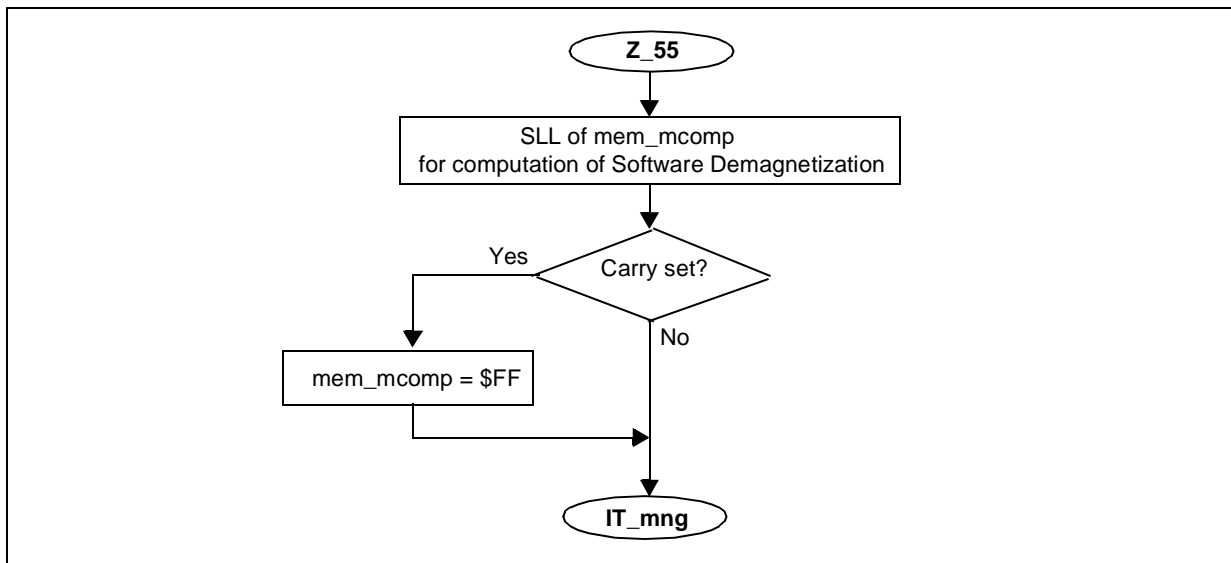 Z_55
SLL of mem_mcomp
for computation of Software Demagnetization
Carry set?
Yes
No
mem_mcomp = $FF
IT_mng